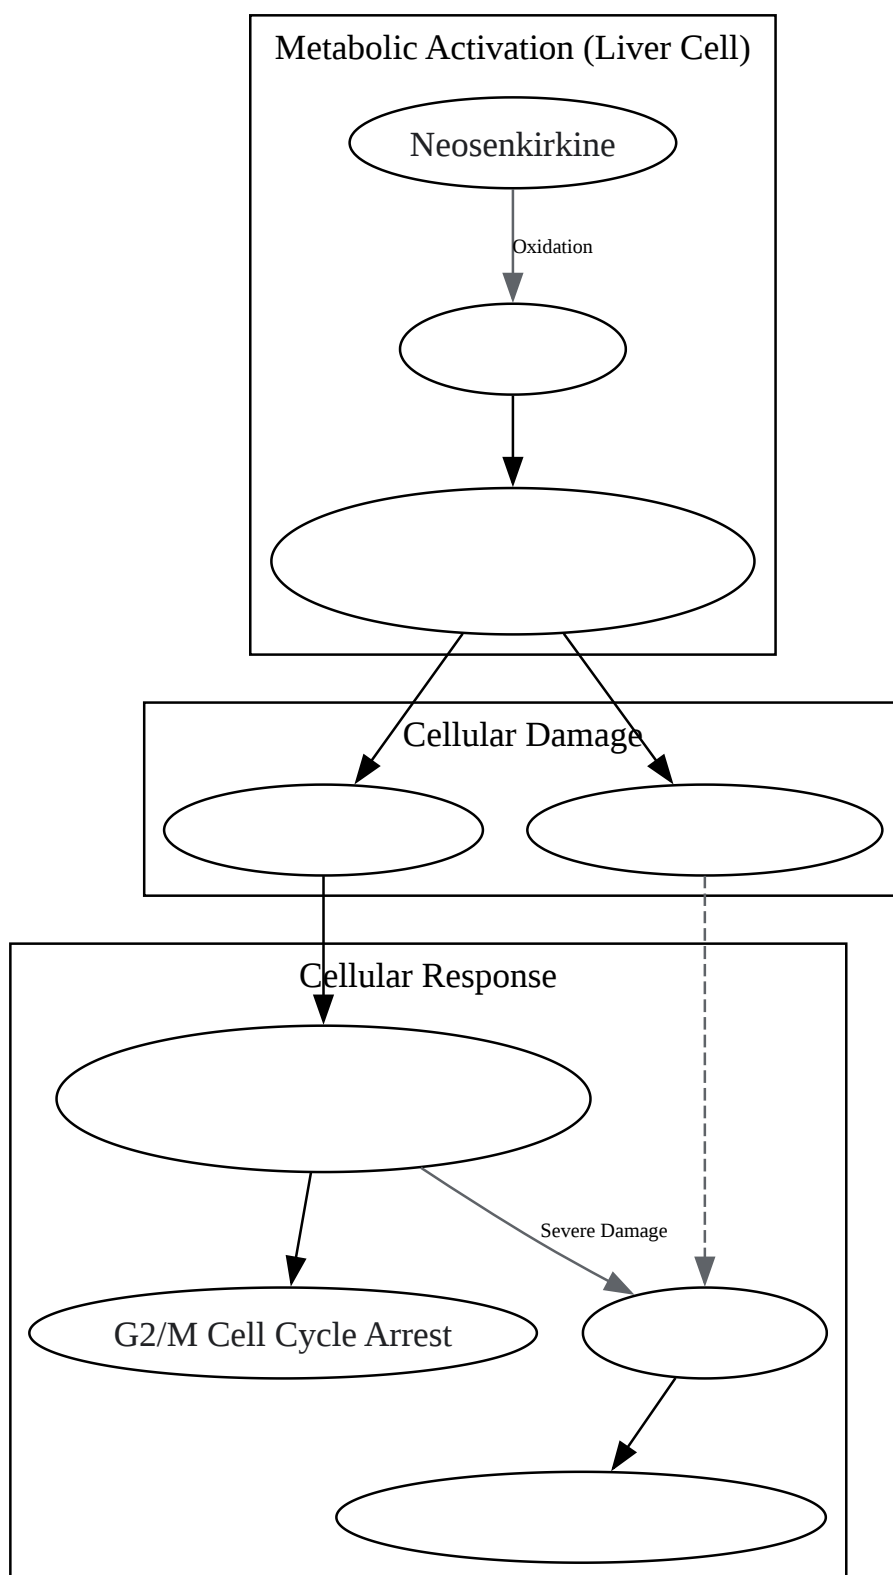 Metabolic Activation (Liver Cell)
Neosenkirkine
Oxidation
Cellular Damage
Cellular Response
Severe Damage
G2/M Cell Cycle Arrest